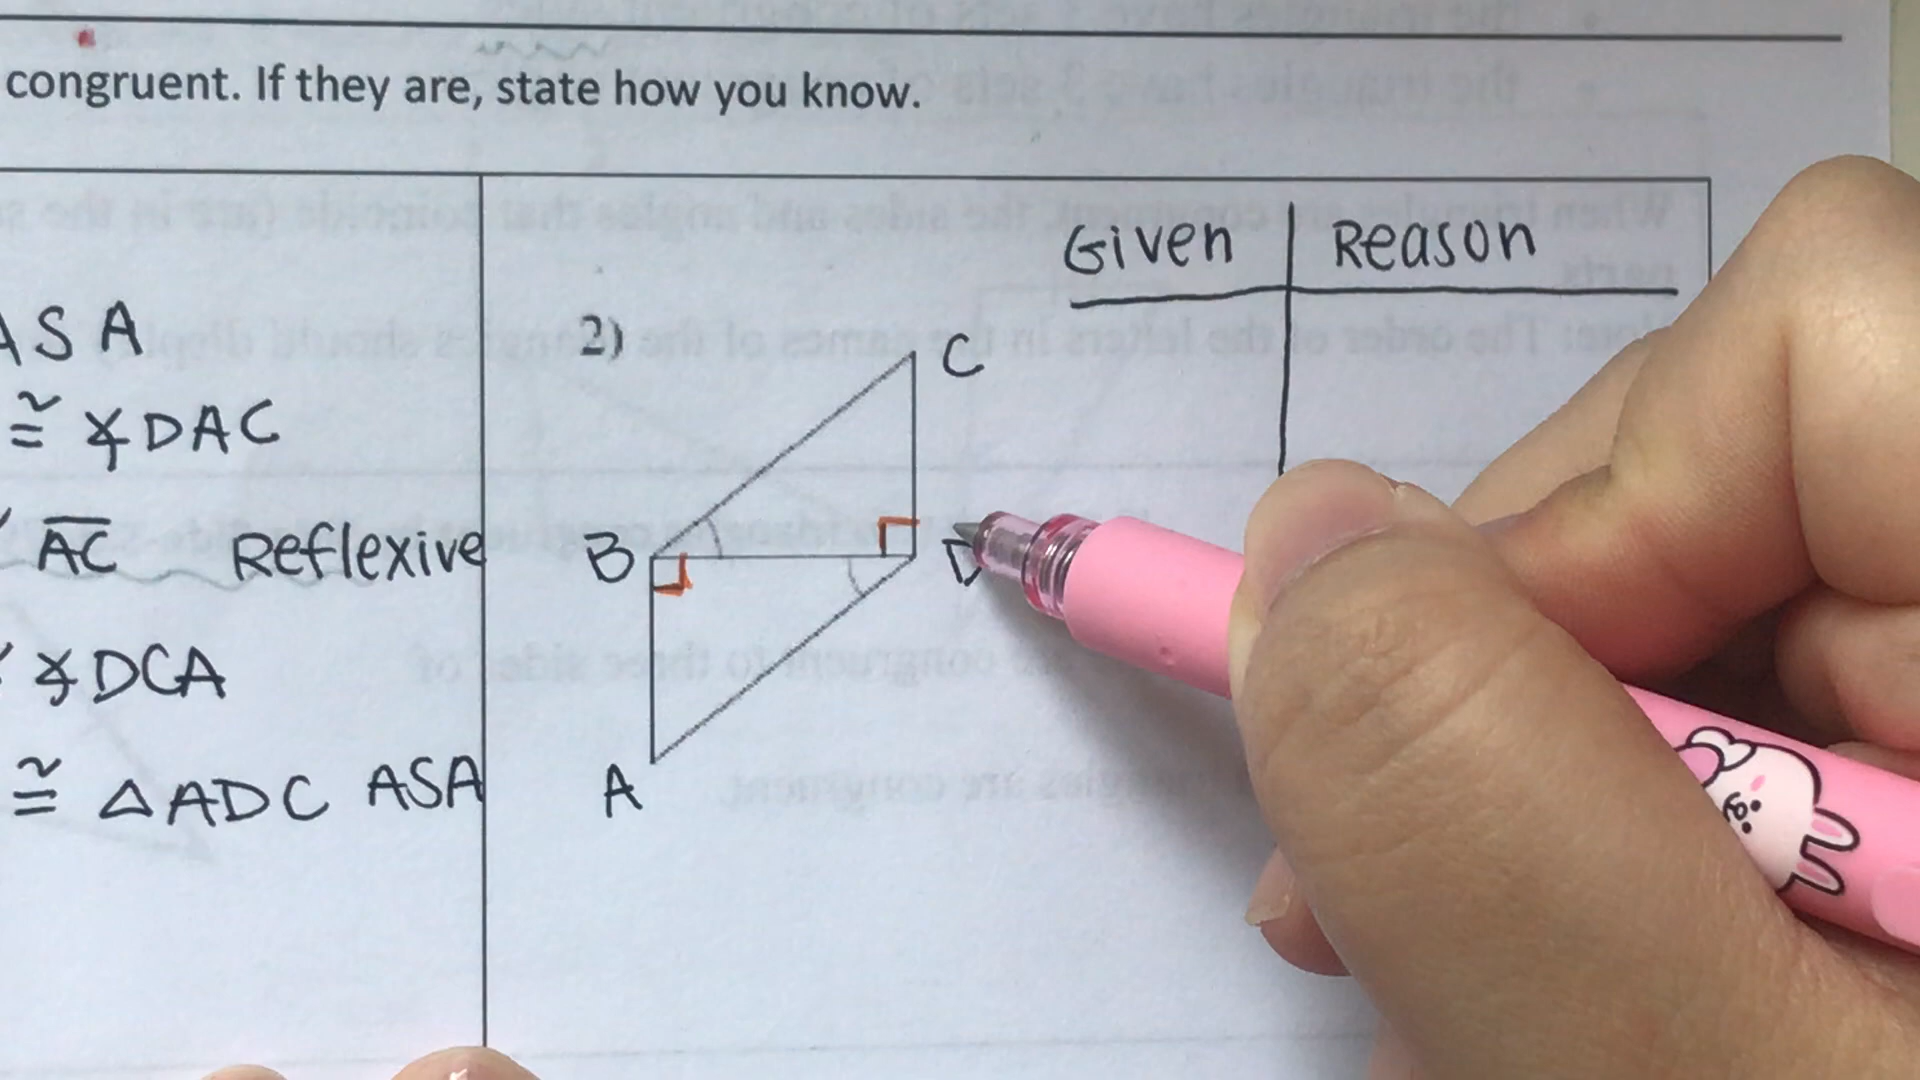 congruent. If they are, state how you know.
Given Reason
ASA
≅ ∡DAC
AC Reflexive
∡DCA
≅ △ADC ASA
2)
C
B
D
A